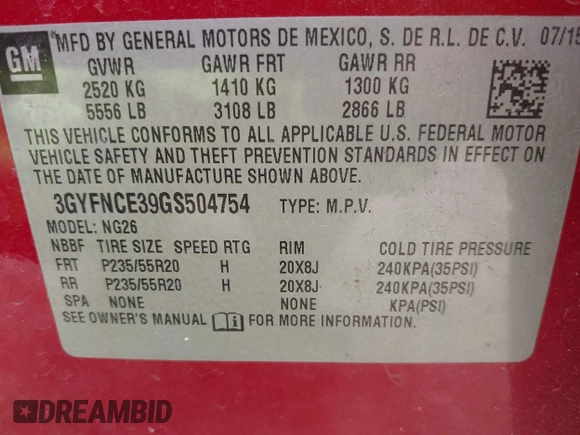 GM
MFD BY GENERAL MOTORS DE MEXICO, S. DE R.L. DE C.V. 07/15
GVWR GAWR FRT GAWR RR
2520 KG 1410 KG 1300 KG
5556 LB 3108 LB 2866 LB
THIS VEHICLE CONFORMS TO ALL APPLICABLE U.S. FEDERAL MOTOR
VEHICLE SAFETY AND THEFT PREVENTION STANDARDS IN EFFECT ON
THE DATE OF MANUFACTURE SHOWN ABOVE.
3GYFNCE39GS504754 TYPE: M.P.V.
MODEL: NG26
NBBF TIRE SIZE SPEED RTG RIM COLD TIRE PRESSURE
FRT P235/55R20 H 20X8J 240KPA(35PSI)
RR P235/55R20 H 20X8J 240KPA(35PSI)
SPA NONE NONE KPA(PSI)
SEE OWNER'S MANUAL FOR MORE INFORMATION.
DREAMBID